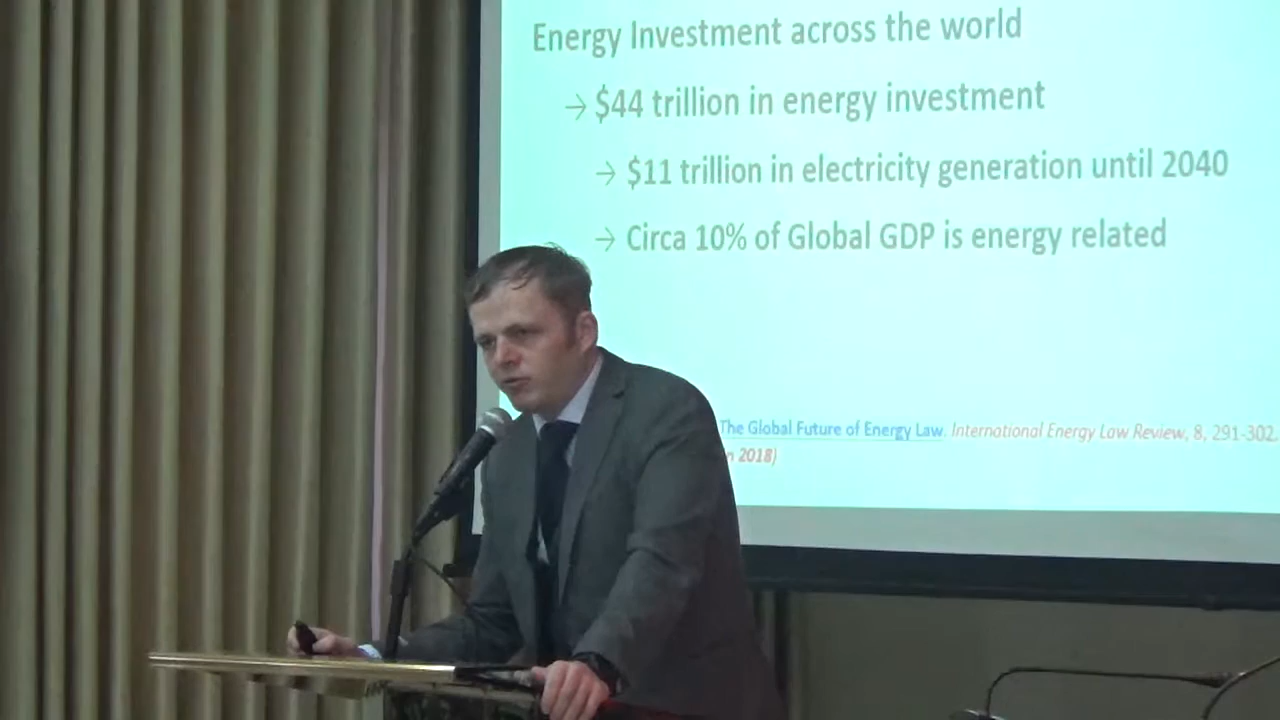 Energy Investment across the world
→ $44 trillion in energy investment
→ $11 trillion in electricity generation until 2040
→ Circa 10% of Global GDP is energy related
The Global Future of Energy Law. International Energy Law Review, 8, 291-302.
2018)